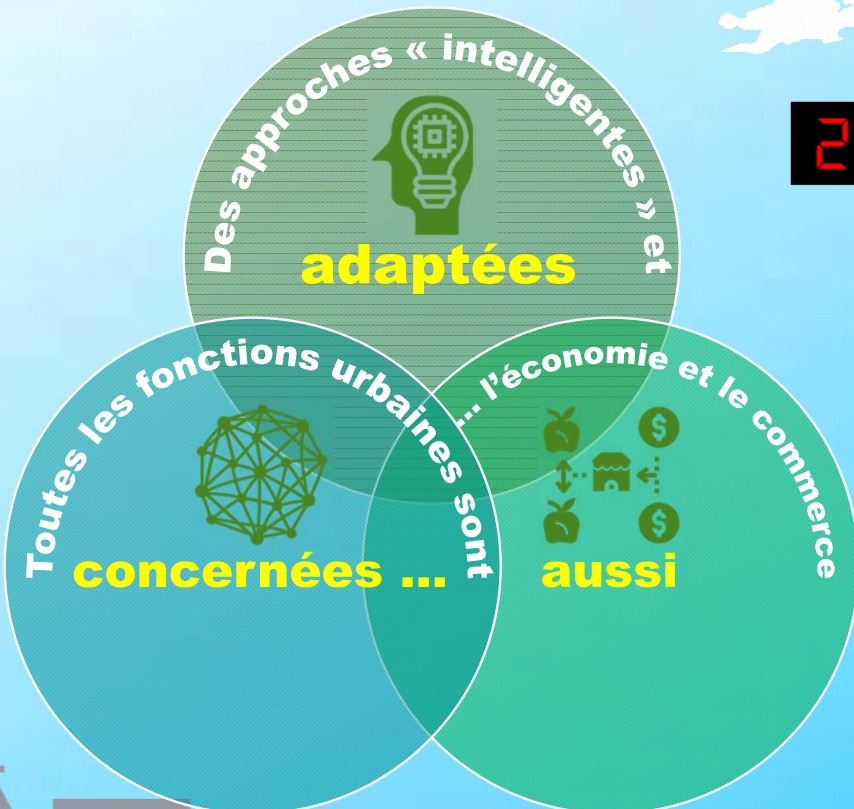 Des approches « intelligentes » et
adaptées
2
Toutes les fonctions urbaines sont
concernées ...
... l'économie et le commerce
aussi